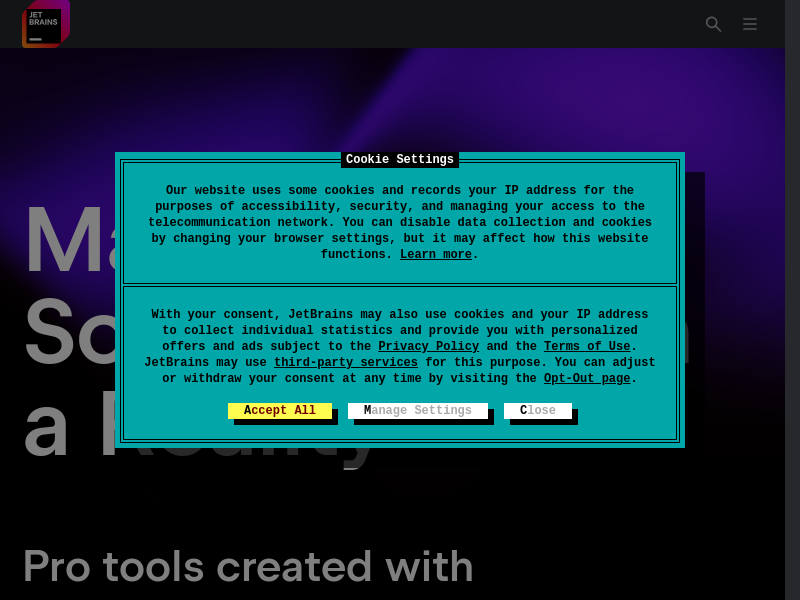 JET
BRAINS
Cookie Settings
Our website uses some cookies and records your IP address for the
purposes of accessibility, security, and managing your access to the
telecommunication network. You can disable data collection and cookies
by changing your browser settings, but it may affect how this website
functions. Learn more.
With your consent, JetBrains may also use cookies and your IP address
to collect individual statistics and provide you with personalized
offers and ads subject to the Privacy Policy and the Terms of Use.
JetBrains may use third-party services for this purpose. You can adjust
or withdraw your consent at any time by visiting the Opt-Out page.
Accept All
Manage Settings
Close
a Reality
Pro tools created with